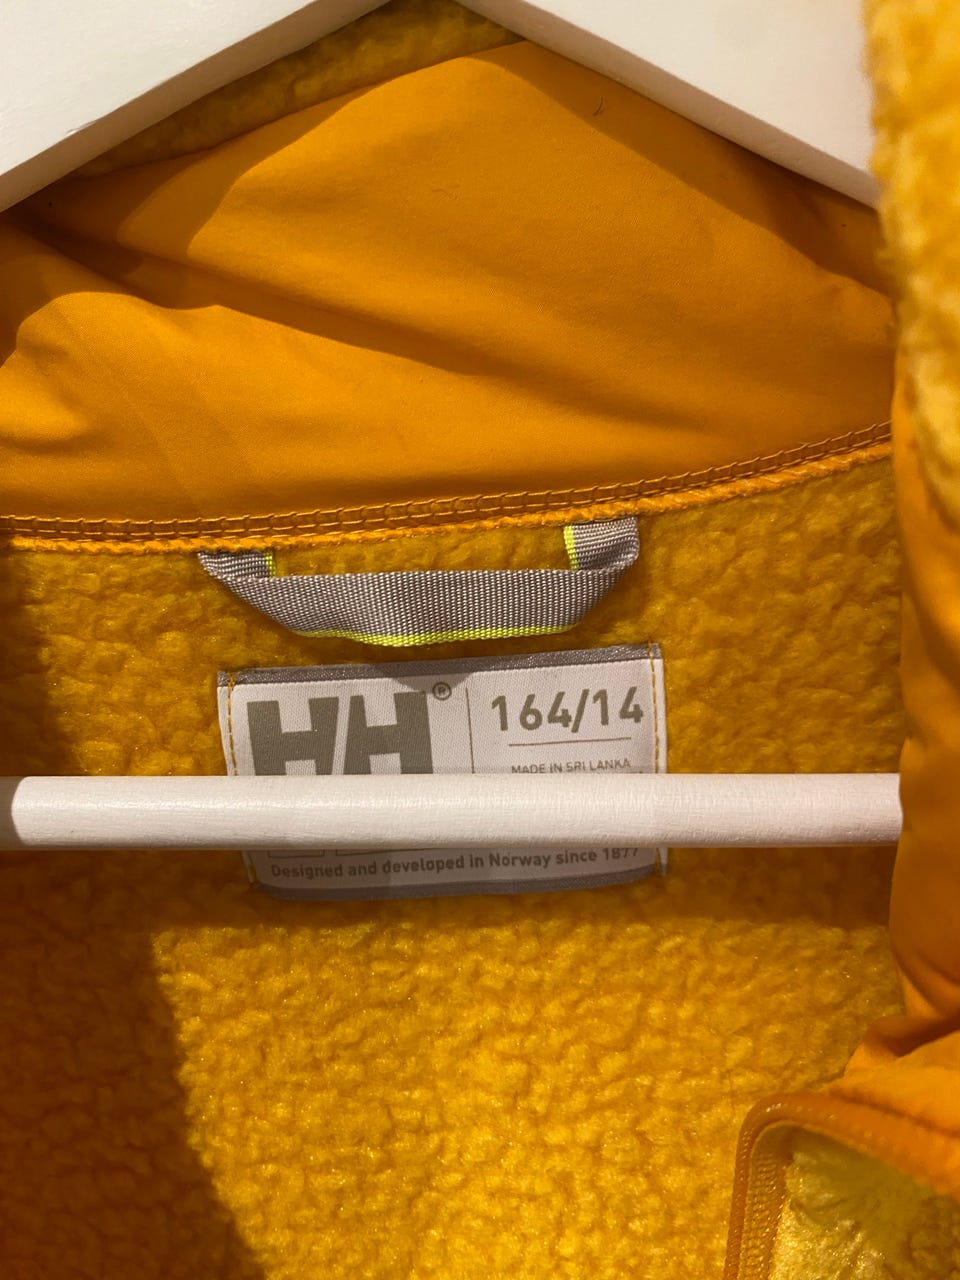 HH®
164/14
MADE IN SRI LANKA
Designed and developed in Norway since 1877